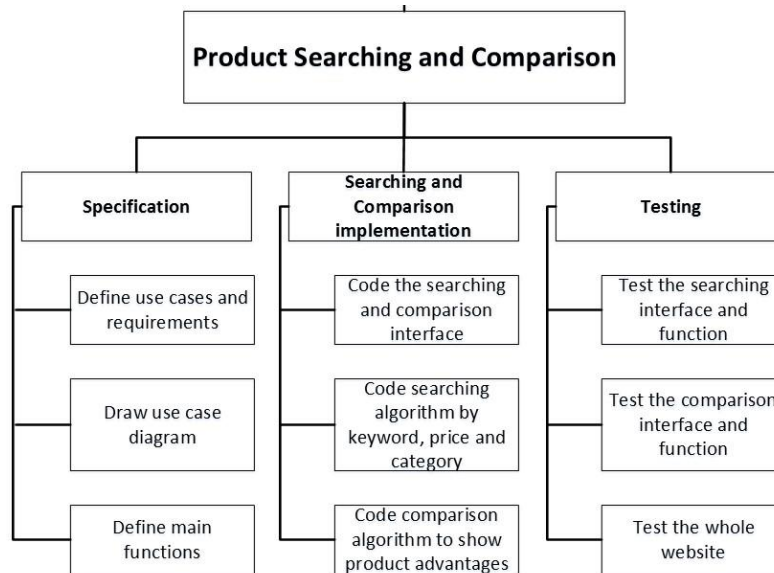 Product Searching and Comparison
Specification
Define use cases and
requirements
Draw use case
diagram
Define main
functions
Searching and
Comparison
implementation
Code the searching
and comparison
interface
Code searching
algorithm by
keyword, price and
category
Code comparison
algorithm to show
product advantages
Testing
Test the searching
interface and
function
Test the comparison
interface and
function
Test the whole
website